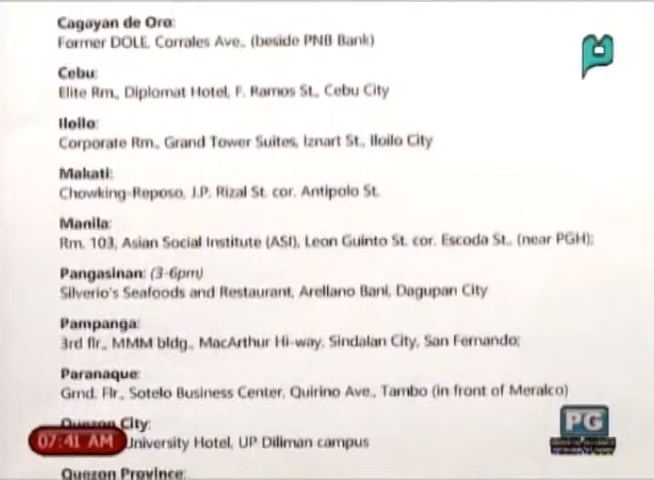 Cagayan de Oro:
Former DOLE, Corrales Ave., (beside PNB Bank)
Cebu:
Elite Rm., Diplomat Hotel, F. Ramos St., Cebu City
Iloilo:
Corporate Rm., Grand Tower Suites, Iznart St., Iloilo City
Makati:
Chowking-Reposo, J.P. Rizal St. cor. Antipolo St.
Manila:
Rm. 103, Asian Social Institute (ASI), Leon Guinto St. cor. Escoda St., (near PGH);
Pangasinan: (3-6pm)
Silverio's Seafoods and Restaurant, Arellano Bani, Dagupan City
Pampanga:
3rd flr., MMM bldg., MacArthur Hi-way, Sindalan City, San Fernando;
Paranaque:
Grnd. Flr., Sotelo Business Center, Quirino Ave., Tambo (in front of Meralco)
Quezon City:
University Hotel, UP Diliman campus
Quezon Province:
07:41 AM
PG